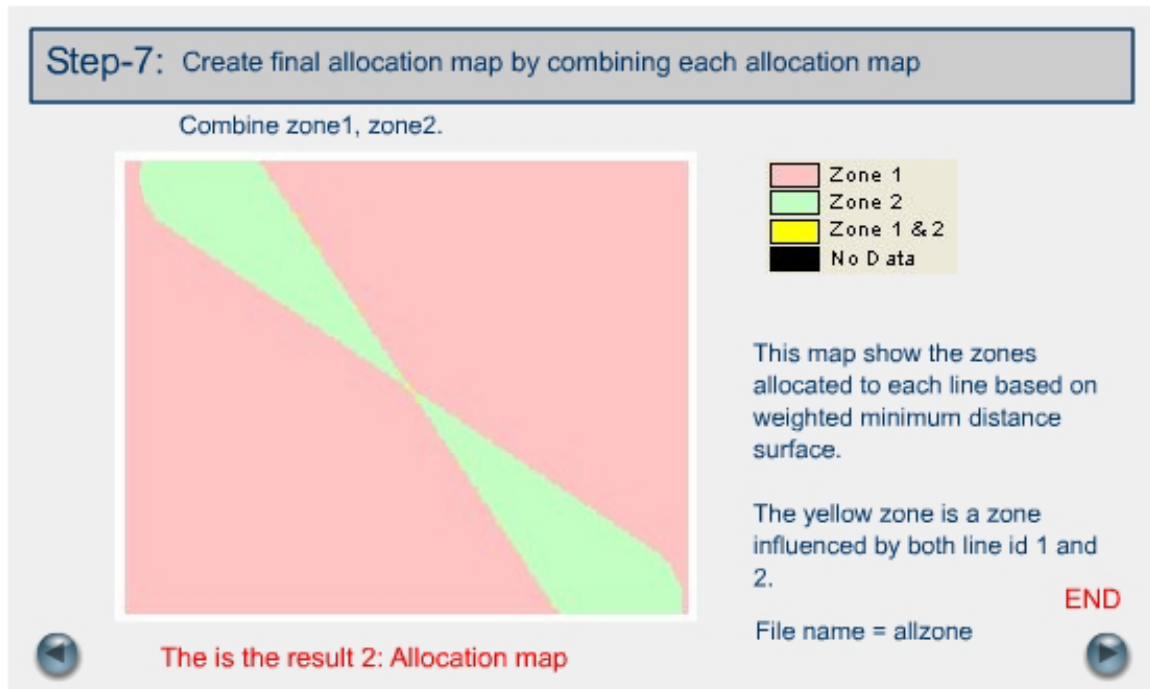 Step-7: Create final allocation map by combining each allocation map
Combine zone1, zone2.
Zone 1
Zone 2
Zone 1 & 2
No Data
This map show the zones
allocated to each line based on
weighted minimum distance
surface.
The yellow zone is a zone
influenced by both line id 1 and
2.
END
File name = allzone
The is the result 2: Allocation map